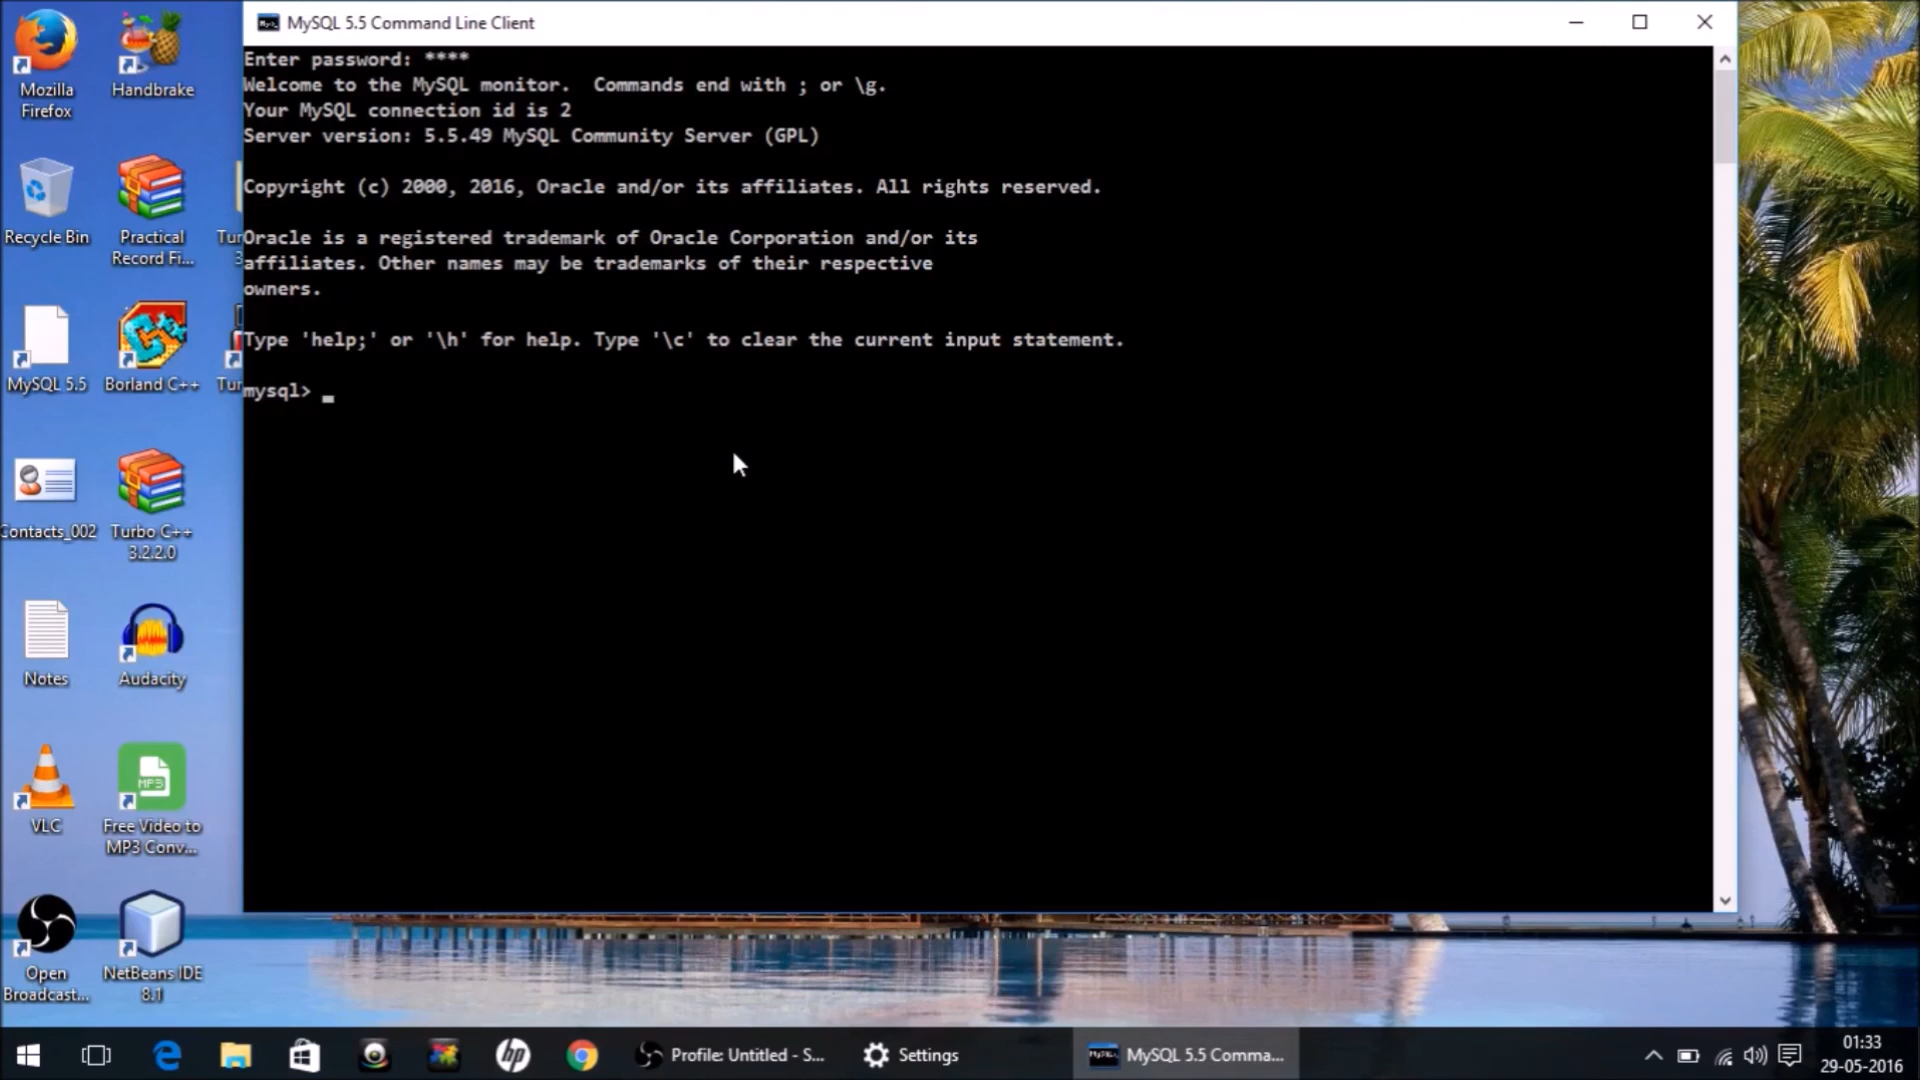 MySQL 5.5 Command Line Client
Enter password: ****
Welcome to the MySQL monitor.  Commands end with ; or \g.
Your MySQL connection id is 2
Server version: 5.5.49 MySQL Community Server (GPL)
Copyright (c) 2000, 2016, Oracle and/or its affiliates. All rights reserved.
Oracle is a registered trademark of Oracle Corporation and/or its
affiliates. Other names may be trademarks of their respective
owners.
Type 'help;' or '\h' for help. Type '\c' to clear the current input statement.
mysql> _
Mozilla
Firefox
Handbrake
Recycle Bin
Practical
Record Fi...
Tur
3
MySQL 5.5
Borland C++
Tur
Contacts_002
Turbo C++
3.2.2.0
Notes
Audacity
VLC
MP3
Free Video to
MP3 Conv...
Open
Broadcast...
NetBeans IDE
8.1
hp
Profile: Untitled - S...
Settings
MySQL 5.5 Comma...
01:33
29-05-2016